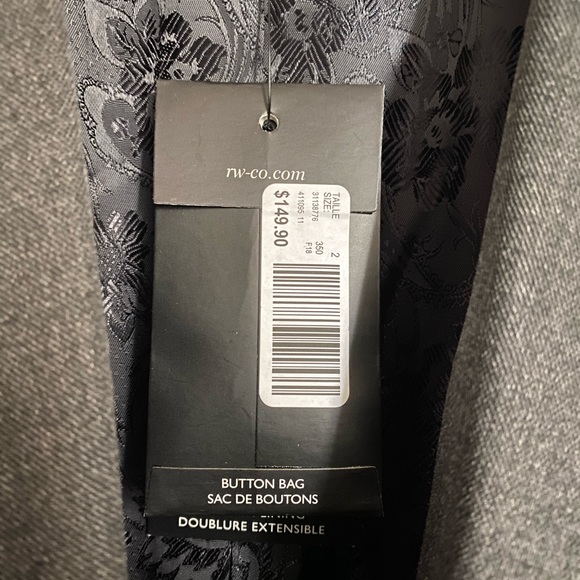 rw-co.com
TAILLE
SIZE: 2
31138776 350
411095 11 F18
$149.90
BUTTON BAG
SAC DE BOUTONS
LINING
DOUBLURE EXTENSIBLE